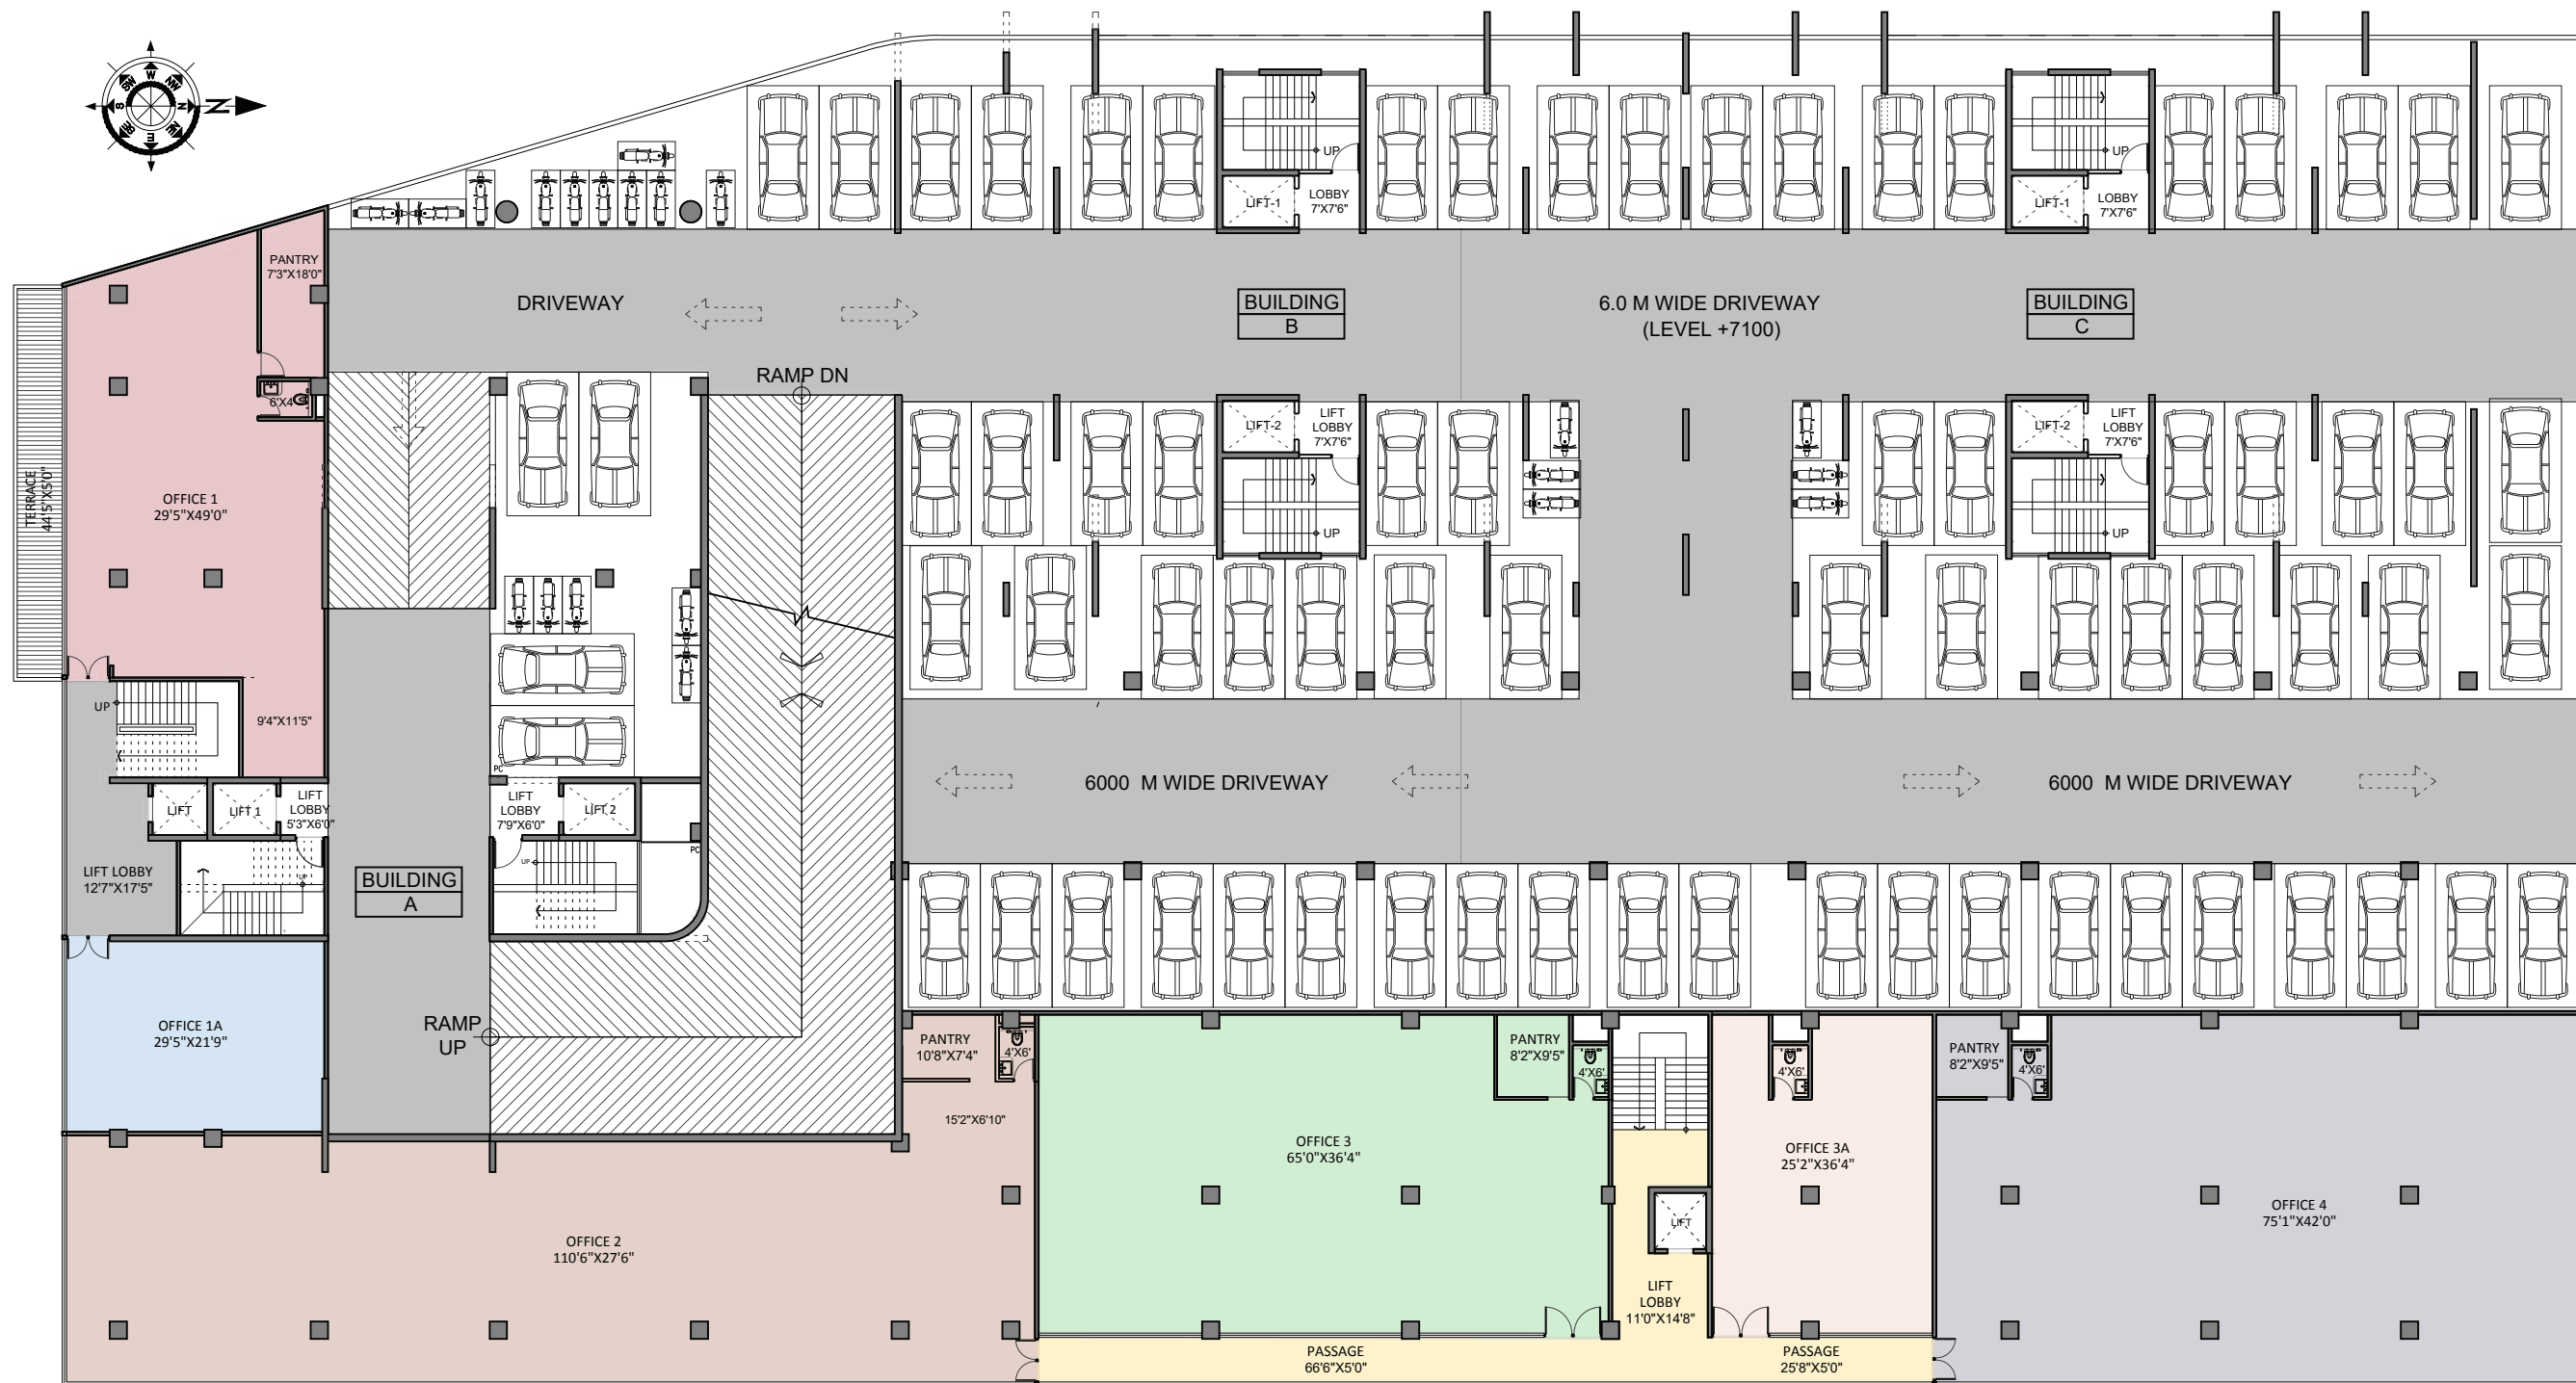 W
NW
N
NE
E
SE
S
SW
N
UP
LIFT-1
LOBBY
7'X7'6"
UP
LIFT-1
LOBBY
7'X7'6"
PANTRY
7'3"X18'0"
DRIVEWAY
BUILDING
B
6.0 M WIDE DRIVEWAY
(LEVEL +7100)
BUILDING
C
RAMP DN
6'X4'
LIFT-2
LIFT
LOBBY
7'X7'6"
UP
LIFT-2
LIFT
LOBBY
7'X7'6"
UP
TERRACE
44'5"X5'0"
OFFICE 1
29'5"X49'0"
UP
9'4"X11'5"
PC
6000 M WIDE DRIVEWAY
6000 M WIDE DRIVEWAY
LIFT
LIFT 1
LIFT
LOBBY
5'3"X6'0"
LIFT
LOBBY
7'9"X6'0"
LIFT 2
PC
UP
UP
LIFT LOBBY
12'7"X17'5"
BUILDING
A
RAMP
UP
OFFICE 1A
29'5"X21'9"
PANTRY
10'8"X7'4"
4'X6'
15'2"X6'10"
PANTRY
8'2"X9'5"
4'X6'
4'X6'
PANTRY
8'2"X9'5"
4'X6'
OFFICE 3
65'0"X36'4"
OFFICE 3A
25'2"X36'4"
OFFICE 4
75'1"X42'0"
OFFICE 2
110'6"X27'6"
LIFT
LIFT
LOBBY
11'0"X14'8"
PASSAGE
66'6"X5'0"
PASSAGE
25'8"X5'0"